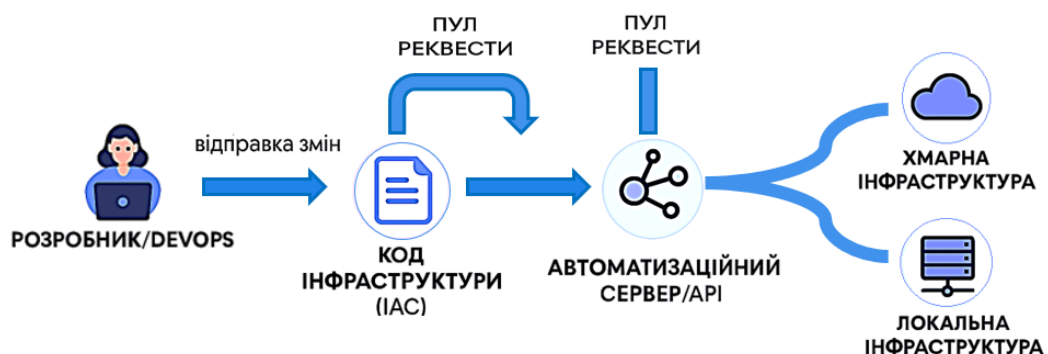 ПУЛ
РЕКВЕСТИ
ПУЛ
РЕКВЕСТИ
відправка змін
РОЗРОБНИК/DEVOPS
КОД
ІНФРАСТРУКТУРИ
(IAC)
АВТОМАТИЗАЦІЙНИЙ
СЕРВЕР/API
ХМАРНА
ІНФРАСТРУКТУРА
ЛОКАЛЬНА
ІНФРАСТРУКТУРА